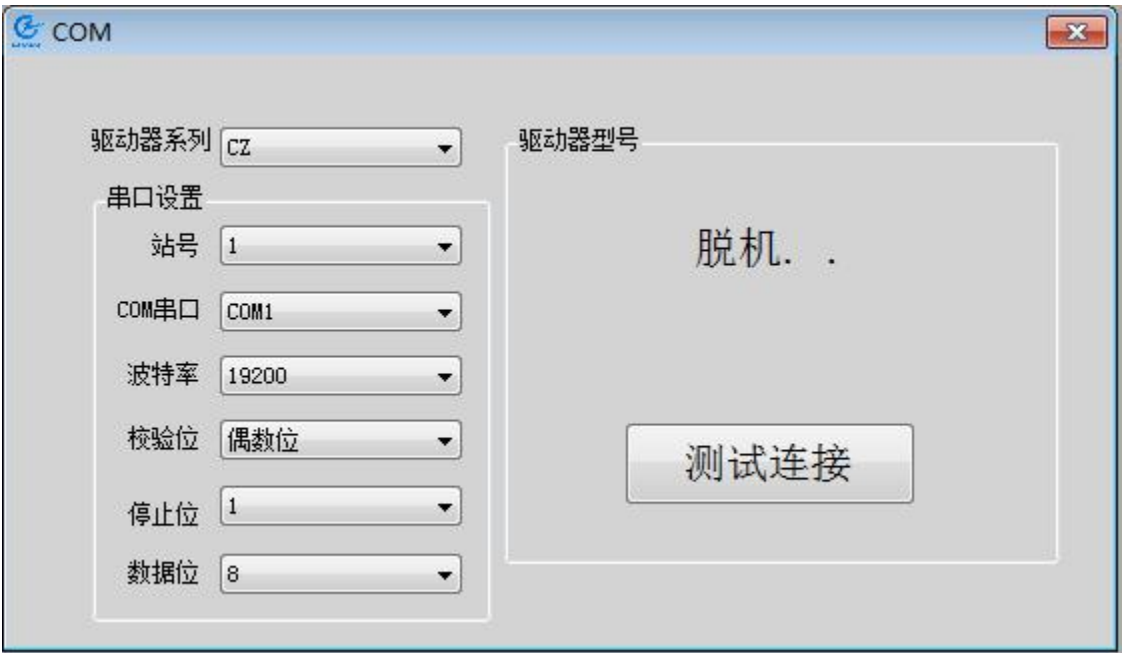 COM
驱动器系列 CZ
串口设置
站号 1
COM串口 COM1
波特率 19200
校验位 偶数位
停止位 1
数据位 8
驱动器型号
脱机. .
测试连接